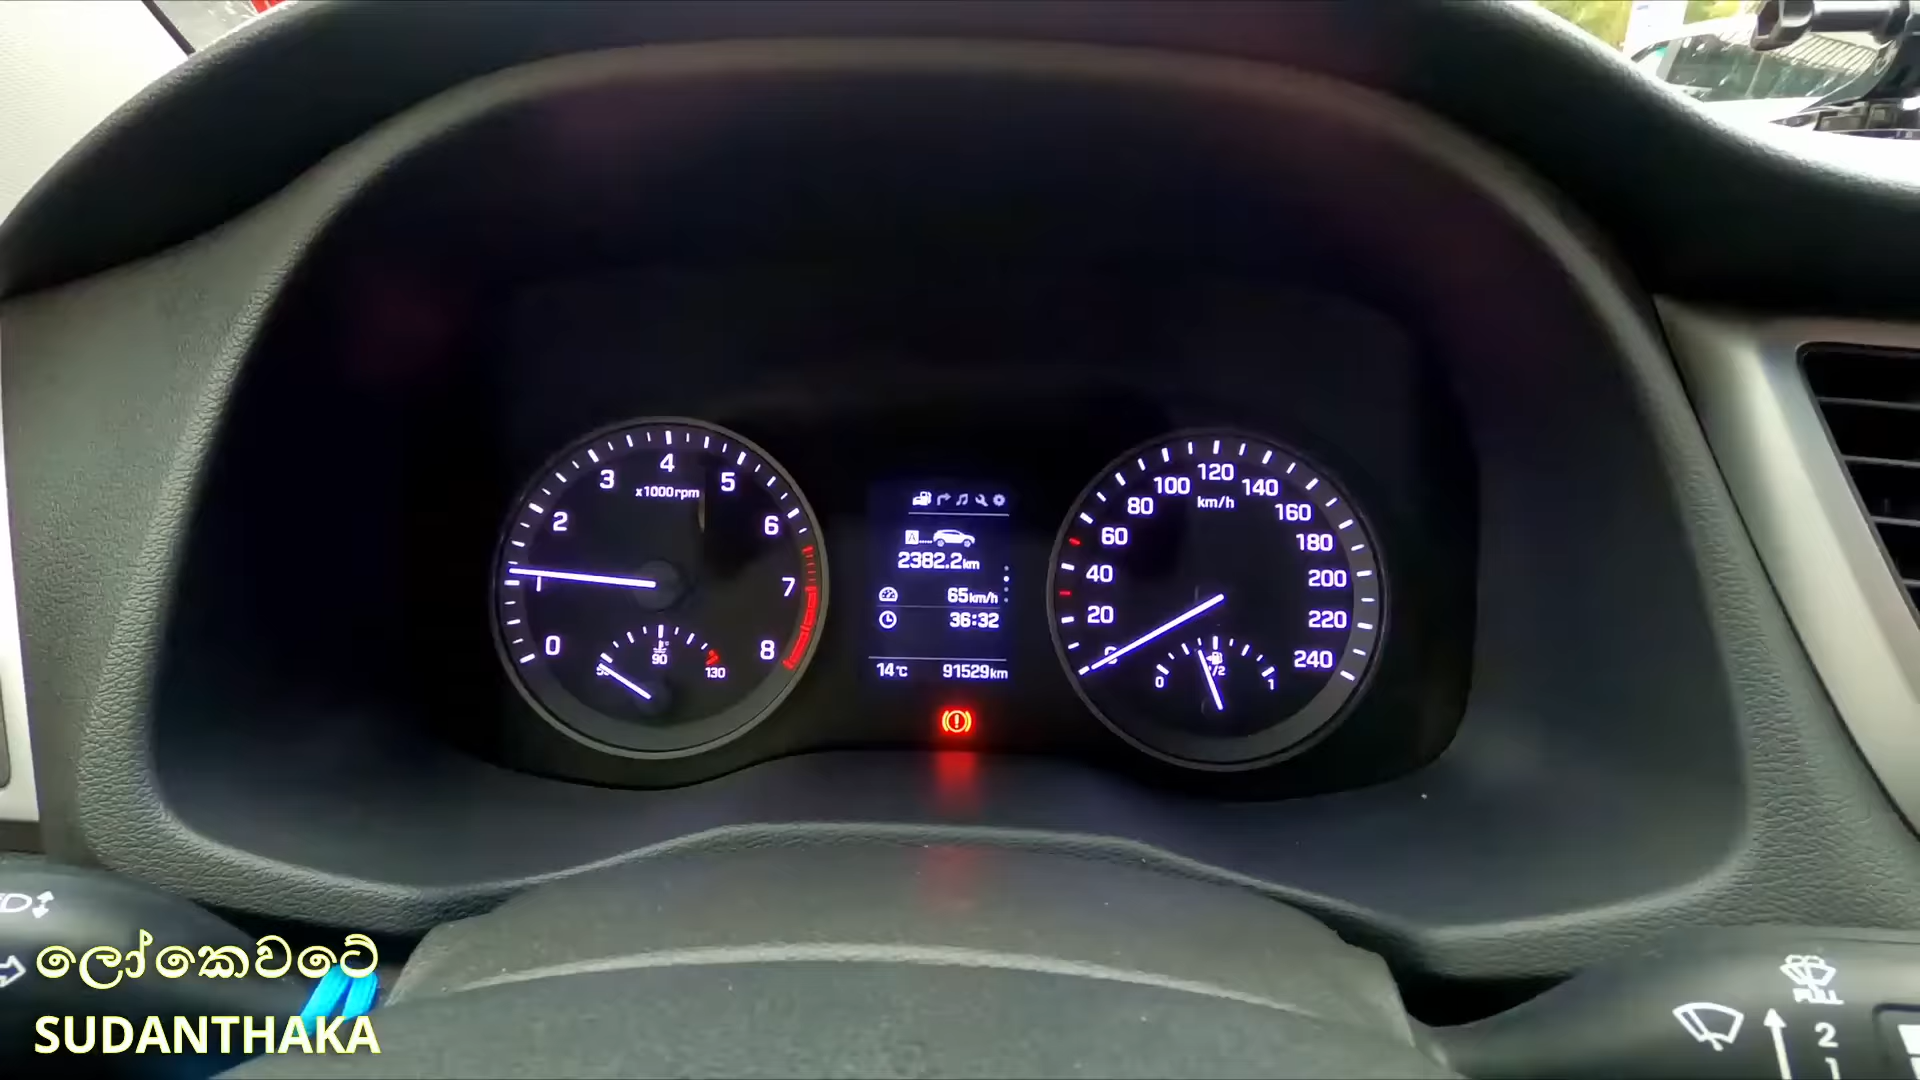 0
1
2
3
4
5
6
7
8
x1000rpm
90
130
A
2382.2km
65km/h
36:32
14°C
91529km
20
40
60
80
100
120
140
160
180
200
220
240
km/h
0
1/2
1
ලෝකෙවටේ
SUDANTHAKA
PULL
2
1